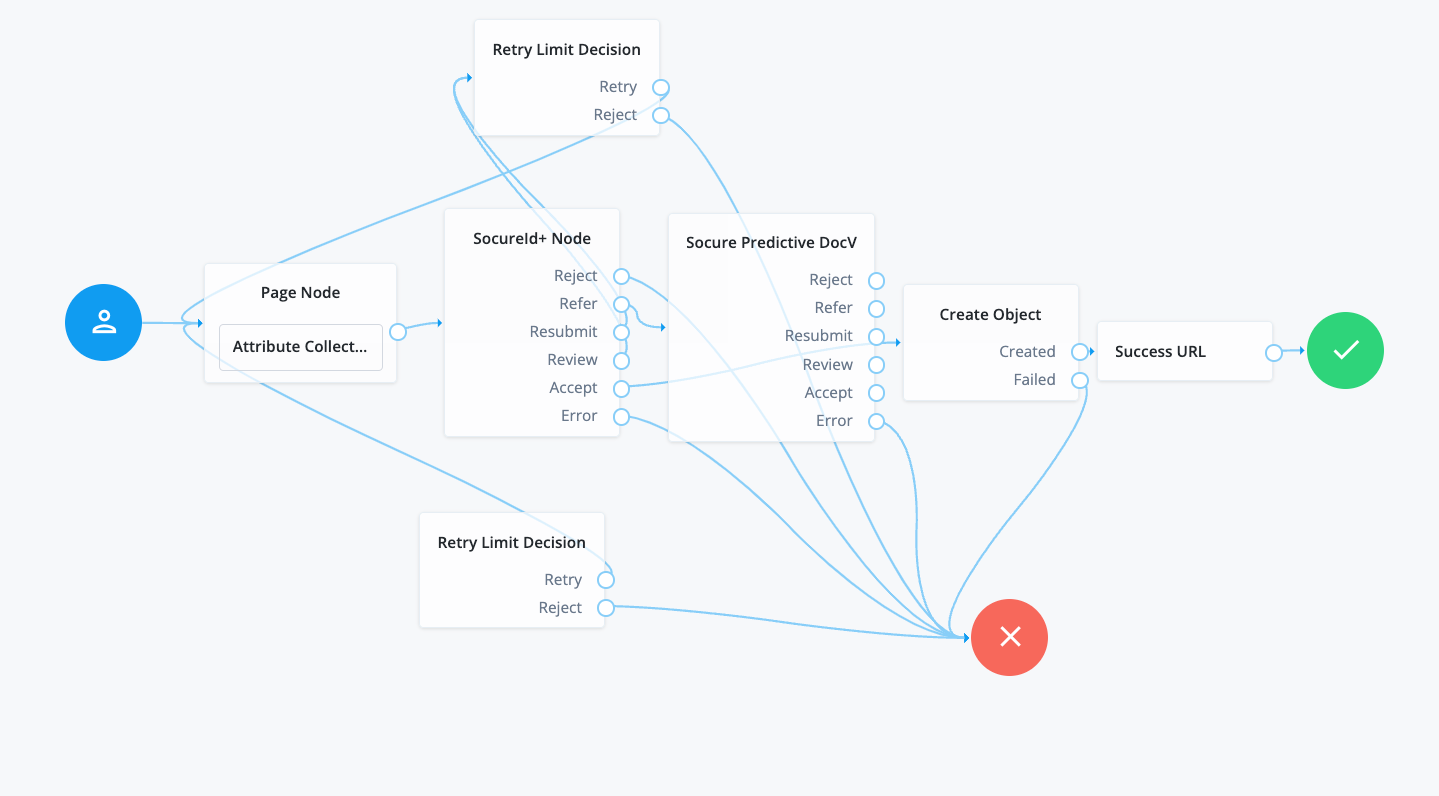 Retry Limit Decision
Retry
Reject
SocureId+ Node
Reject
Refer
Resubmit
Review
Accept
Error
Socure Predictive DocV
Reject
Refer
Resubmit
Review
Accept
Error
Page Node
Attribute Collect...
Create Object
Created
Failed
Success URL
Retry Limit Decision
Retry
Reject